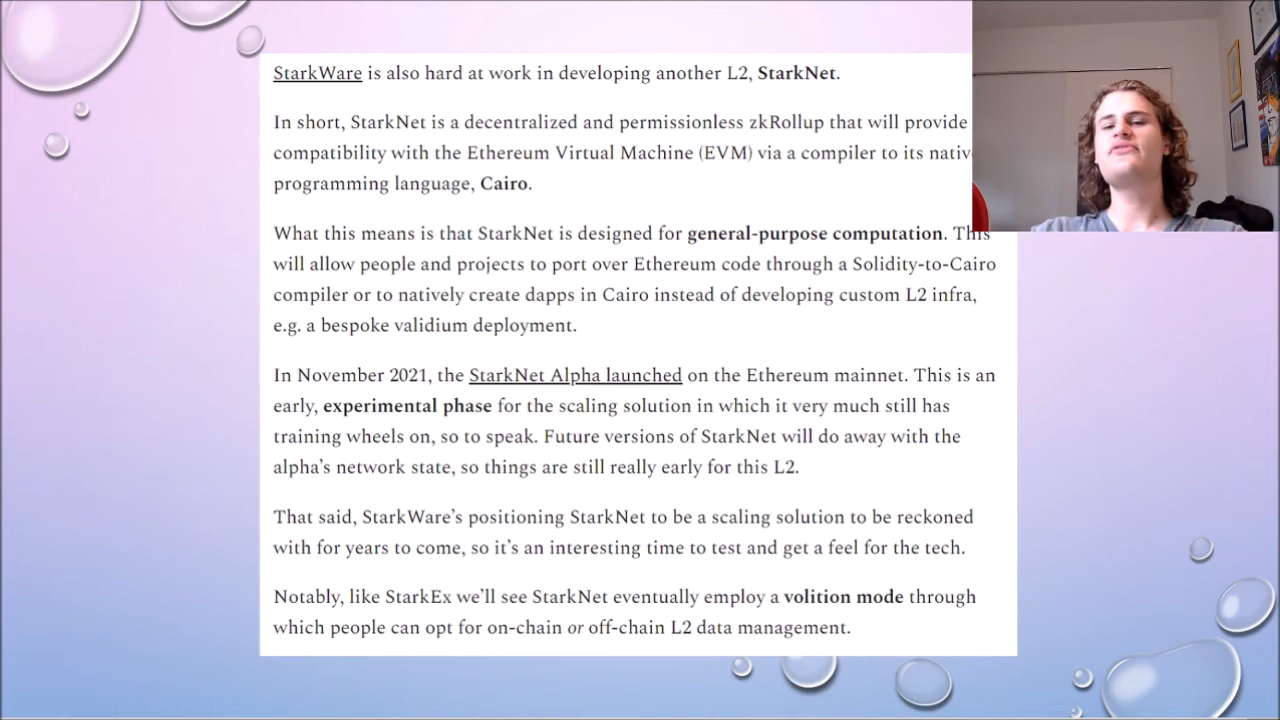 StarkWare is also hard at work in developing another L2, StarkNet.
In short, StarkNet is a decentralized and permissionless zkRollup that will provide
compatibility with the Ethereum Virtual Machine (EVM) via a compiler to its nativ
programming language, Cairo.
What this means is that StarkNet is designed for general-purpose computation. This
will allow people and projects to port over Ethereum code through a Solidity-to-Cairo
compiler or to natively create dapps in Cairo instead of developing custom L2 infra,
e.g. a bespoke validium deployment.
In November 2021, the StarkNet Alpha launched on the Ethereum mainnet. This is an
early, experimental phase for the scaling solution in which it very much still has
training wheels on, so to speak. Future versions of StarkNet will do away with the
alpha's network state, so things are still really early for this L2.
That said, StarkWare's positioning StarkNet to be a scaling solution to be reckoned
with for years to come, so it's an interesting time to test and get a feel for the tech.
Notably, like StarkEx we'll see StarkNet eventually employ a volition mode through
which people can opt for on-chain or off-chain L2 data management.